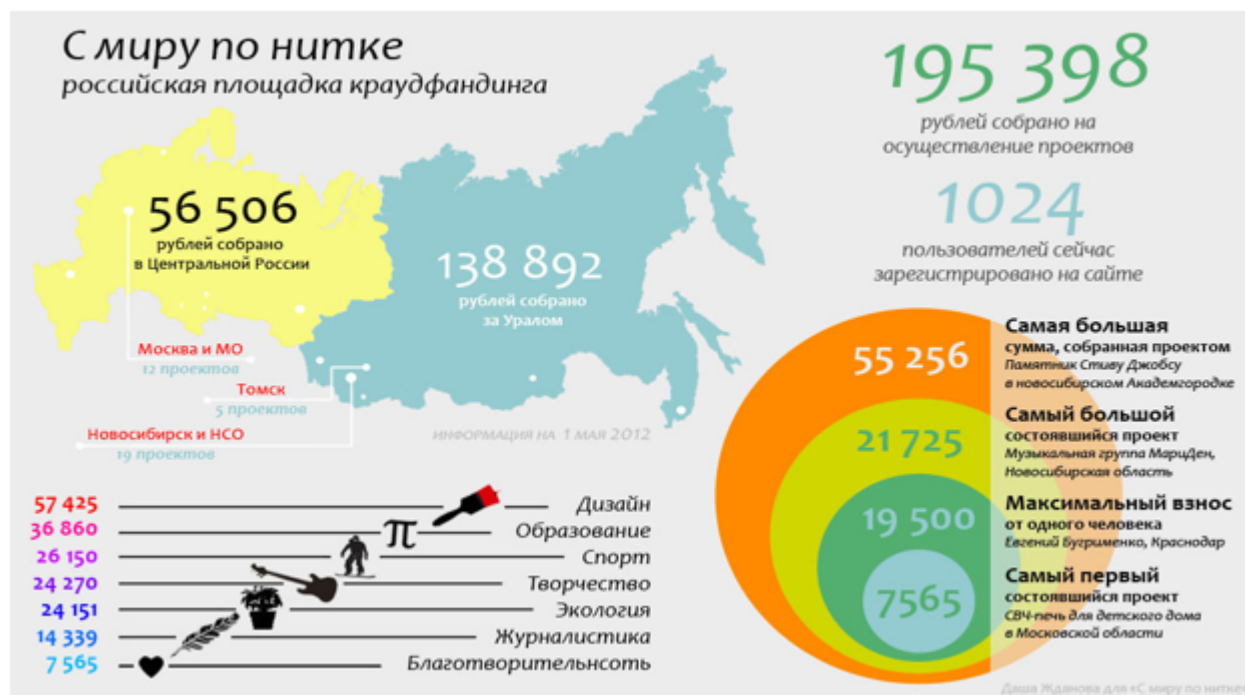 С миру по нитке
российская площадка краудфандинга
56 506
рублей собрано
в Центральной России
138 892
рублей собрано
за Уралом
Москва и МО
12 проектов
Томск
5 проектов
Новосибирск и НСО
19 проектов
ИНФОРМАЦИЯ НА 1 МАЯ 2012
195 398
рублей собрано на
осуществление проектов
1024
пользователей сейчас
зарегистрировано на сайте
55 256
Самая большая
сумма, собранная проектом
Памятник Стиву Джобсу
в новосибирском Академгородке
21 725
Самый большой
состоявшийся проект
Музыкальная группа МарцДен,
Новосибирская область
19 500
Максимальный взнос
от одного человека
Евгений Бугрименко, Краснодар
7565
Самый первый
состоявшийся проект
СВЧ-печь для детского дома
в Московской области
57 425 Дизайн
36 860 π Образование
26 150 Спорт
24 270 Творчество
24 151 Экология
14 339 Журналистика
7 565 Благотворительнсоть
Даша Жданова для «С миру по нитке»